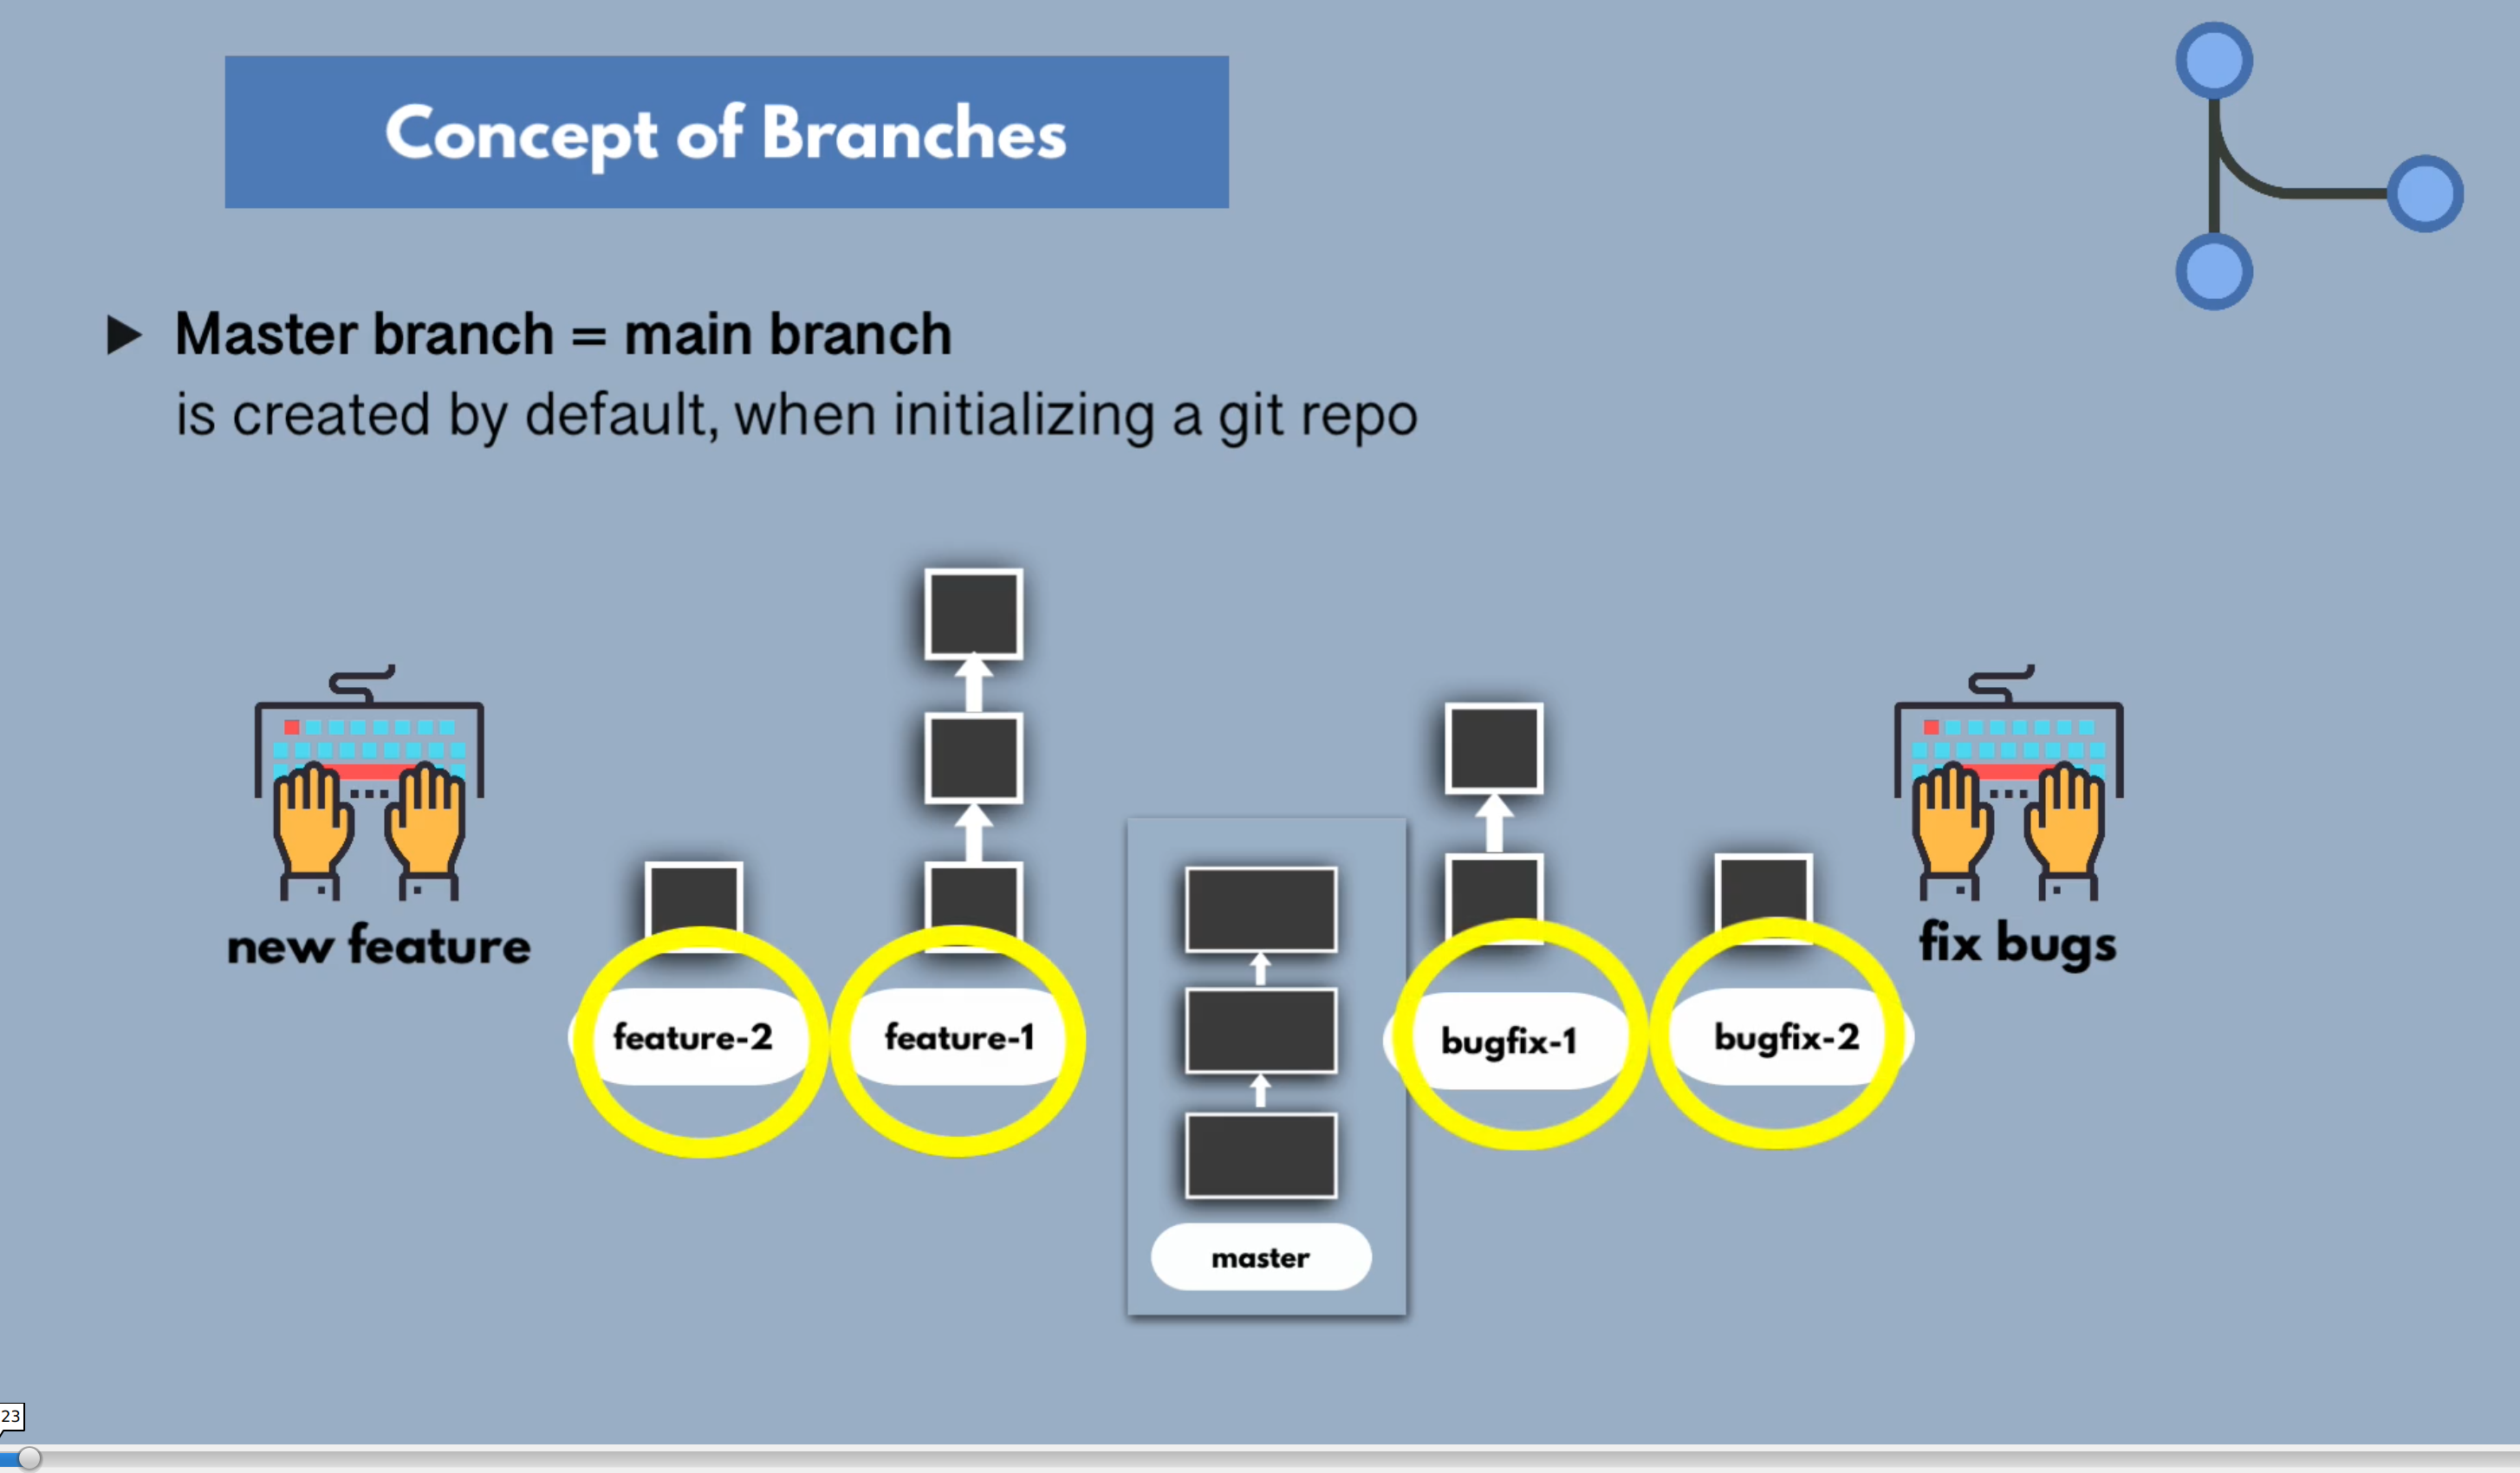 Concept of Branches
Master branch = main branch
is created by default, when initializing a git repo
new feature
fix bugs
feature-2
feature-1
bugfix-1
bugfix-2
master
23